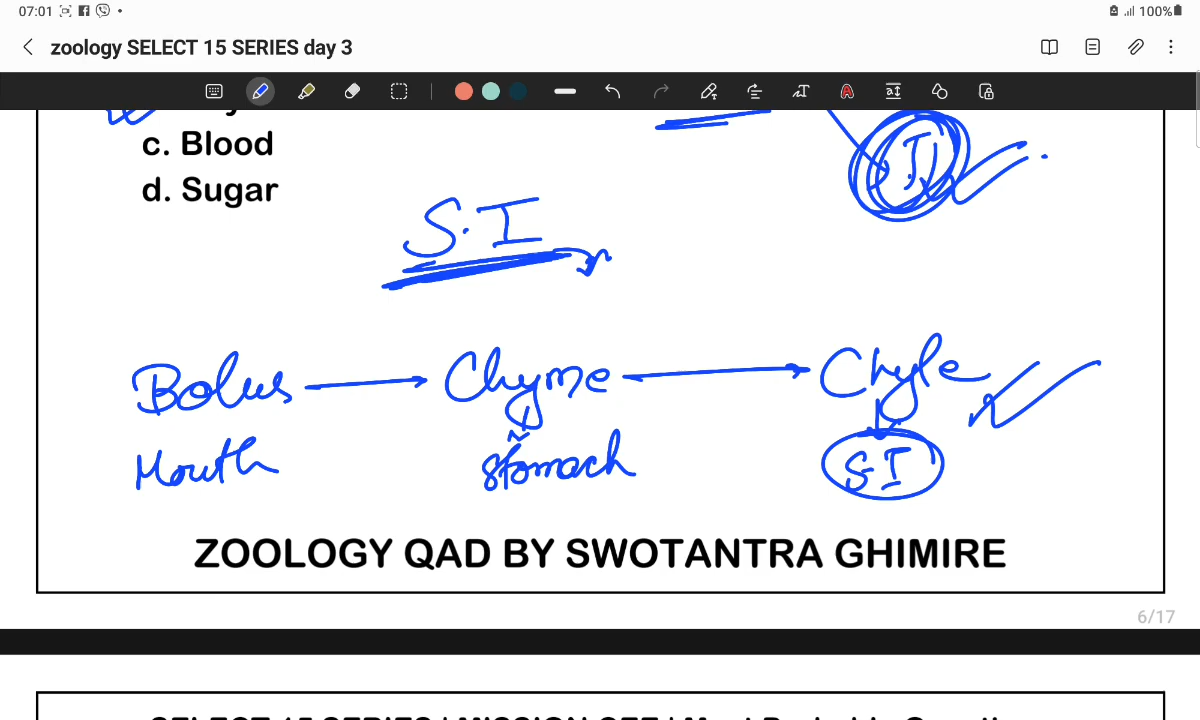 07:01
100%
zoology SELECT 15 SERIES day 3
c. Blood
d. Sugar
S.I
Bolus Chyme Chyle
Mouth stomach S.I
ZOOLOGY QAD BY SWOTANTRA GHIMIRE
6/17